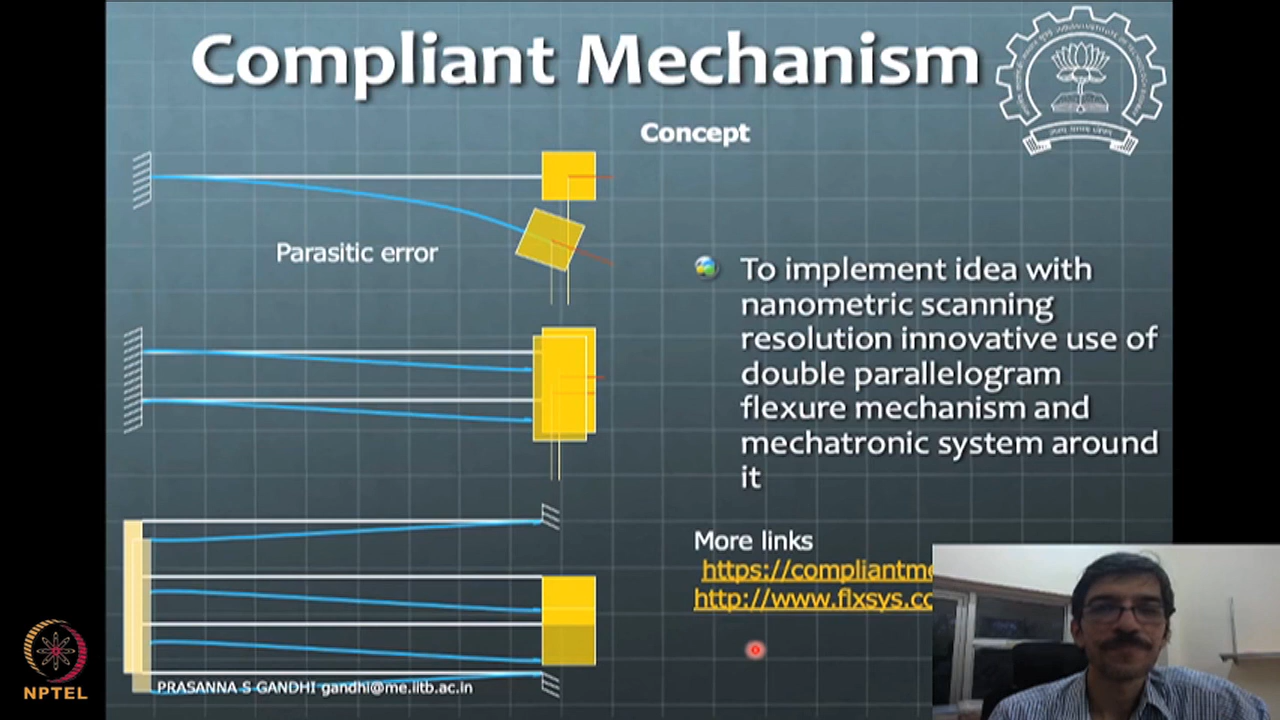 Compliant Mechanism
Concept
Parasitic error
To implement idea with
nanometric scanning
resolution innovative use of
double parallelogram
flexure mechanism and
mechatronic system around
it
More links
https://compliantme
http://www.flxsys.co
PRASANNA S GANDHI gandhi@me.iitb.ac.in
NPTEL